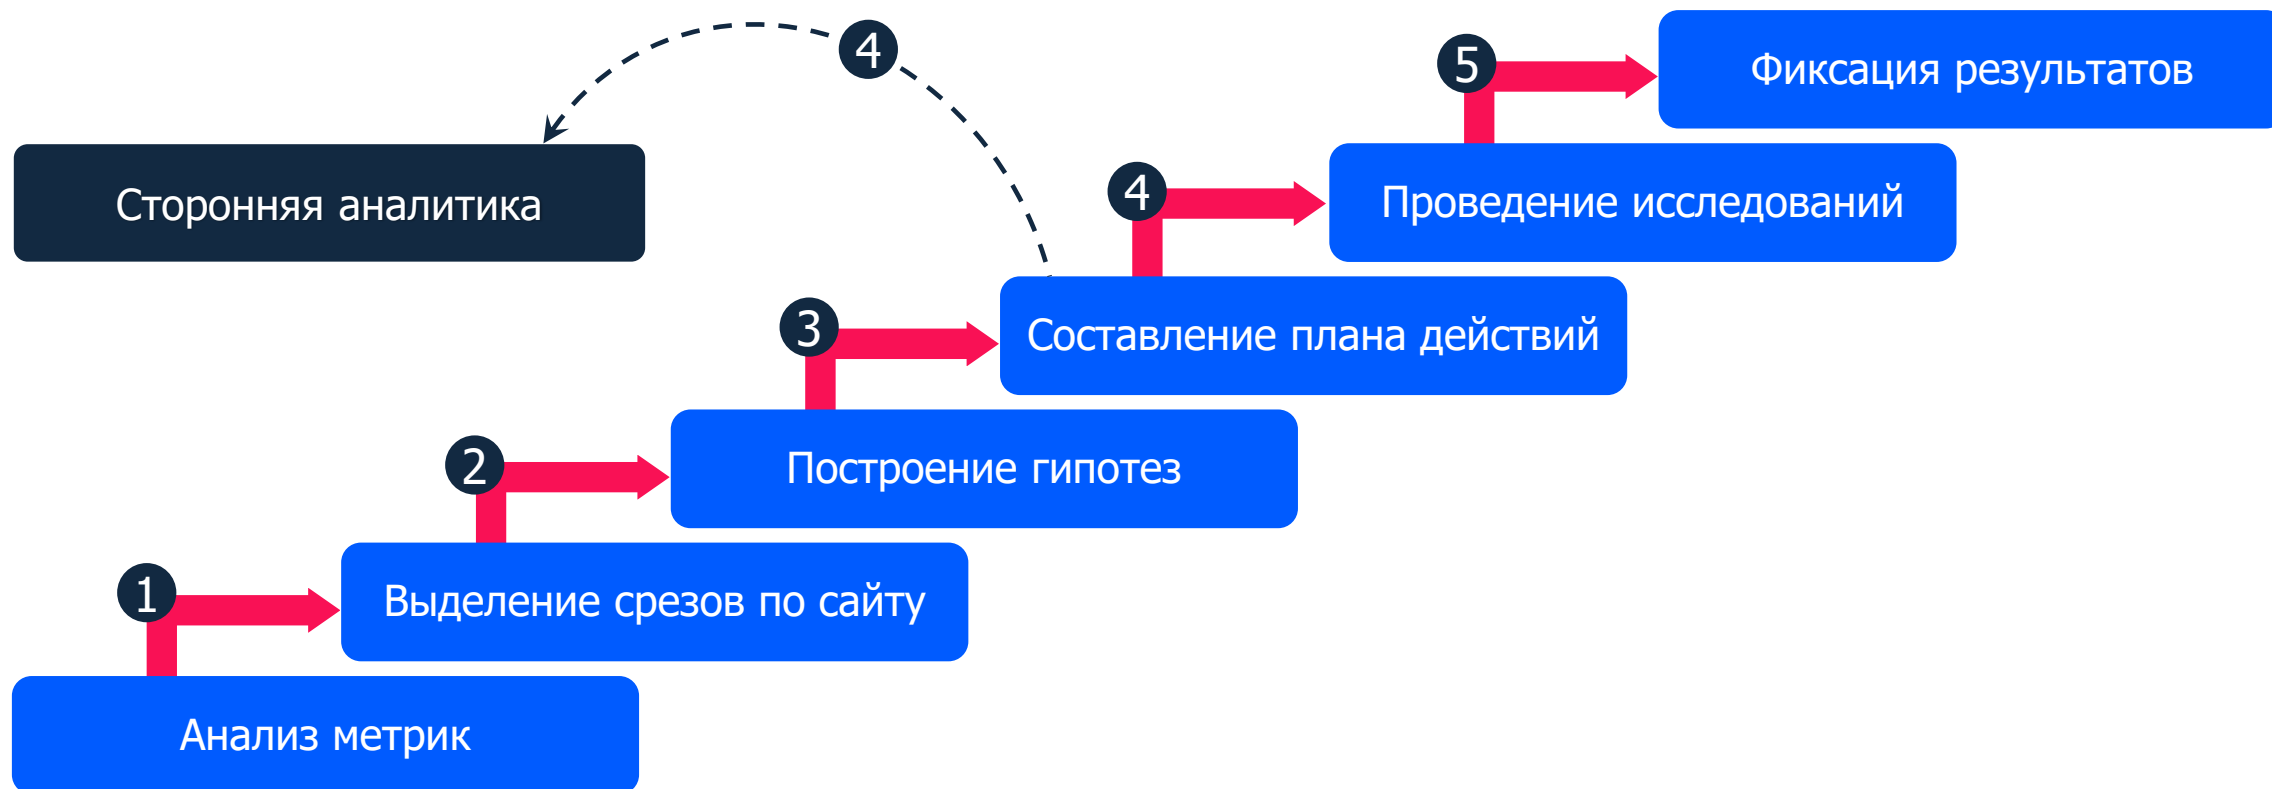 4
5
Фиксация результатов
Сторонняя аналитика
4
Проведение исследований
3
Составление плана действий
2
Построение гипотез
1
Выделение срезов по сайту
Анализ метрик